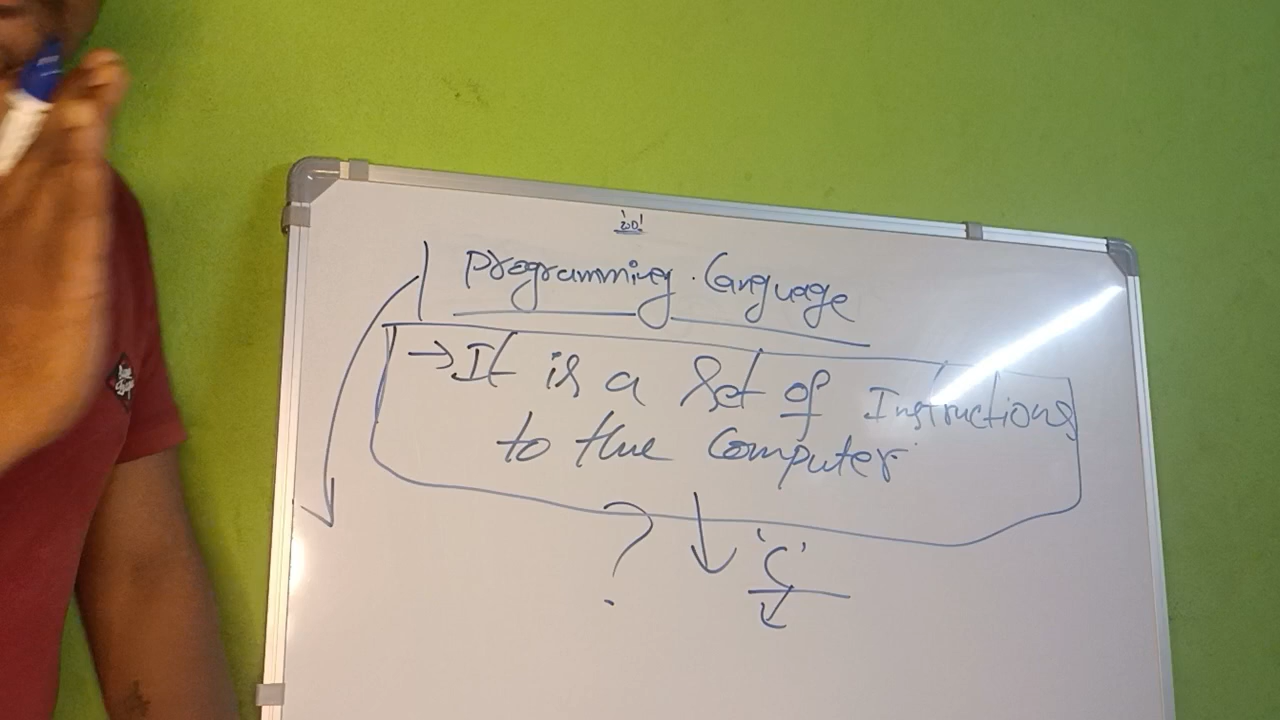 Programming Language
→ It is a Set of Instructions
to the Computer
? ↓ 'C'